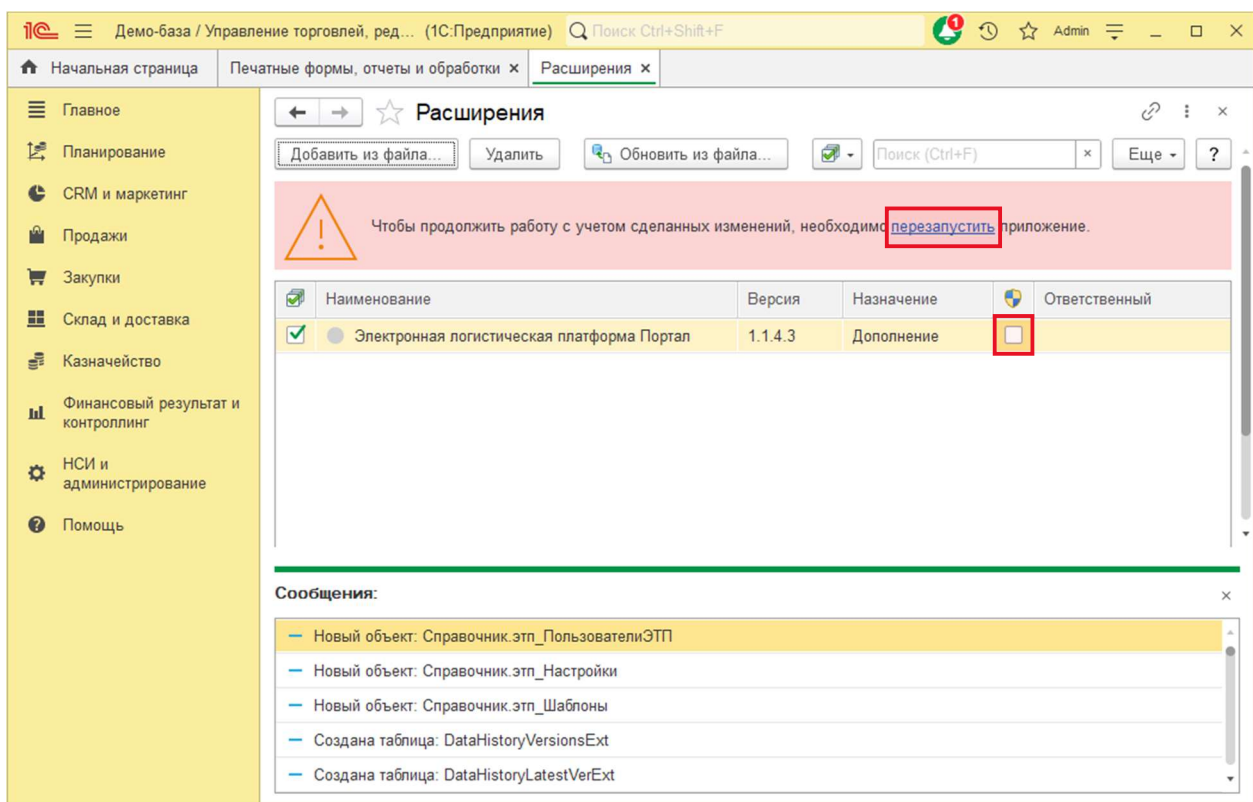 1С Демо-база / Управление торговлей, ред... (1С:Предприятие) Поиск Ctrl+Shift+F 1 Admin
Начальная страница Печатные формы, отчеты и обработки × Расширения ×
Главное
Планирование
CRM и маркетинг
Продажи
Закупки
Склад и доставка
Казначейство
Финансовый результат и
контроллинг
НСИ и
администрирование
Помощь
Расширения
Добавить из файла... Удалить Обновить из файла... Поиск (Ctrl+F) × Еще ?
Чтобы продолжить работу с учетом сделанных изменений, необходимо перезапустить приложение.
Наименование Версия Назначение Ответственный
Электронная логистическая платформа Портал 1.1.4.3 Дополнение
Сообщения:
Новый объект: Справочник.этп_ПользователиЭТП
Новый объект: Справочник.этп_Настройки
Новый объект: Справочник.этп_Шаблоны
Создана таблица: DataHistoryVersionsExt
Создана таблица: DataHistoryLatestVerExt